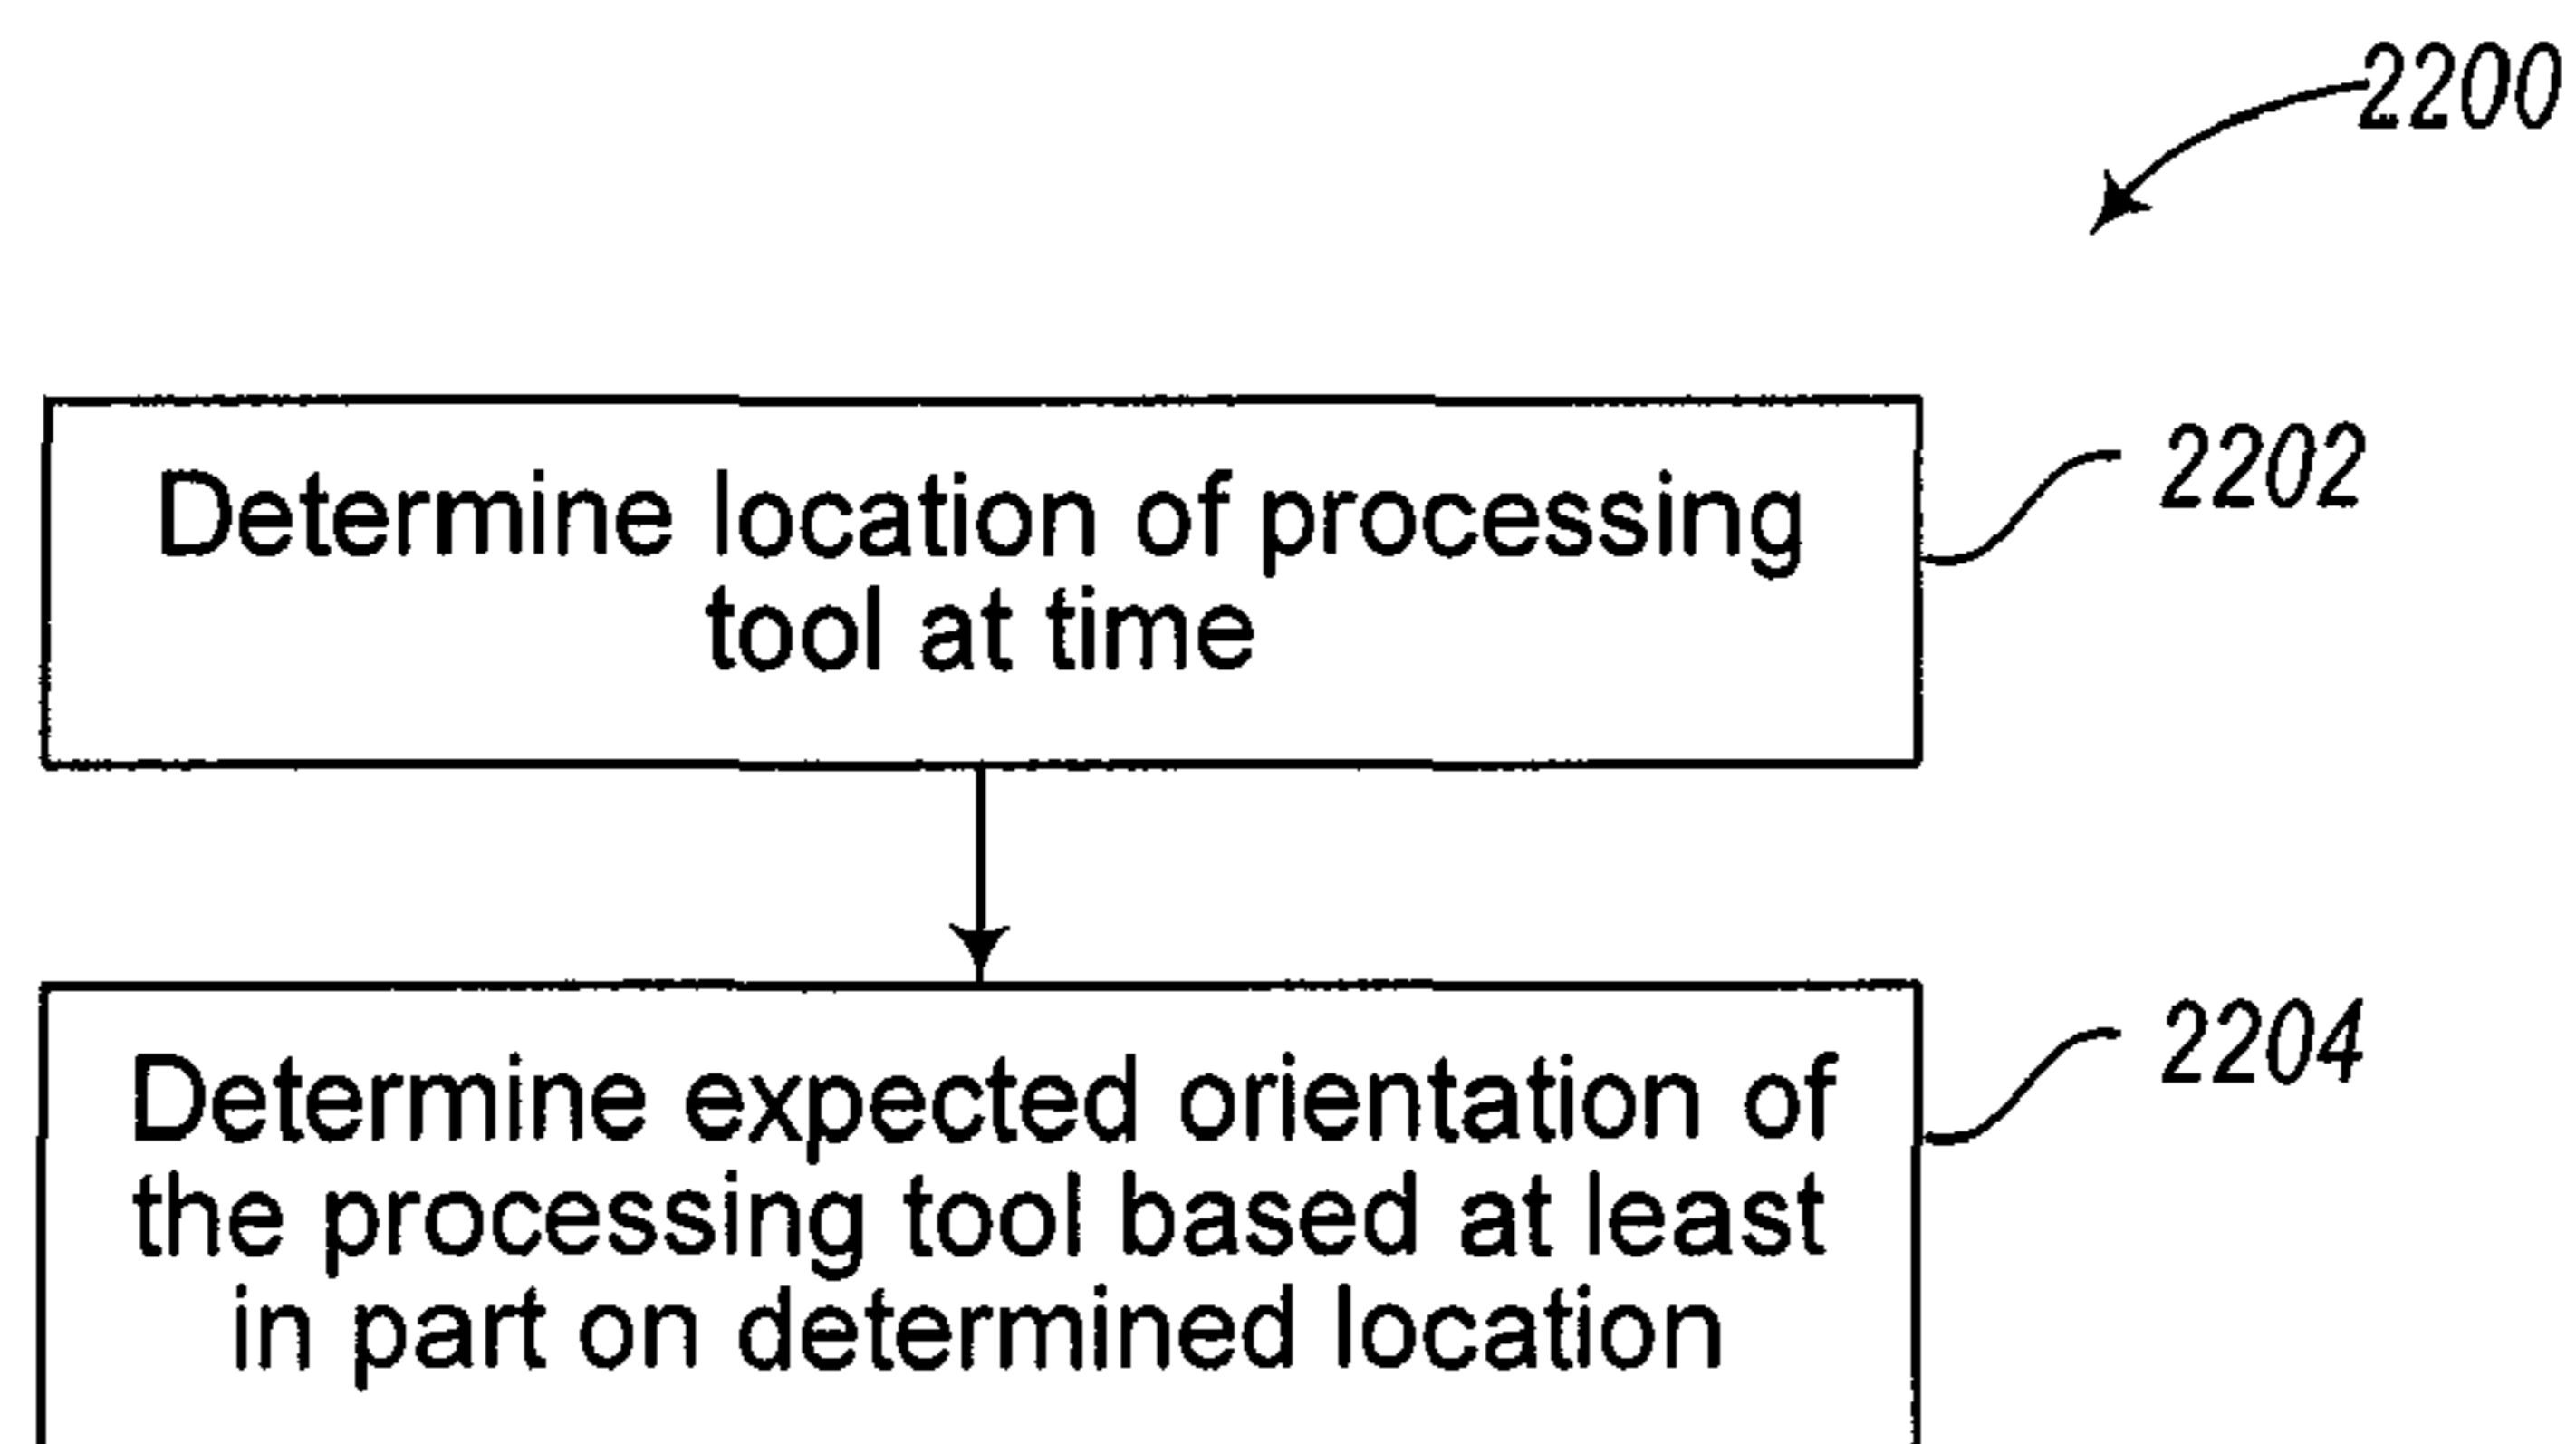 2200
Determine location of processing
tool at time
2202
Determine expected orientation of
the processing tool based at least
in part on determined location
2204